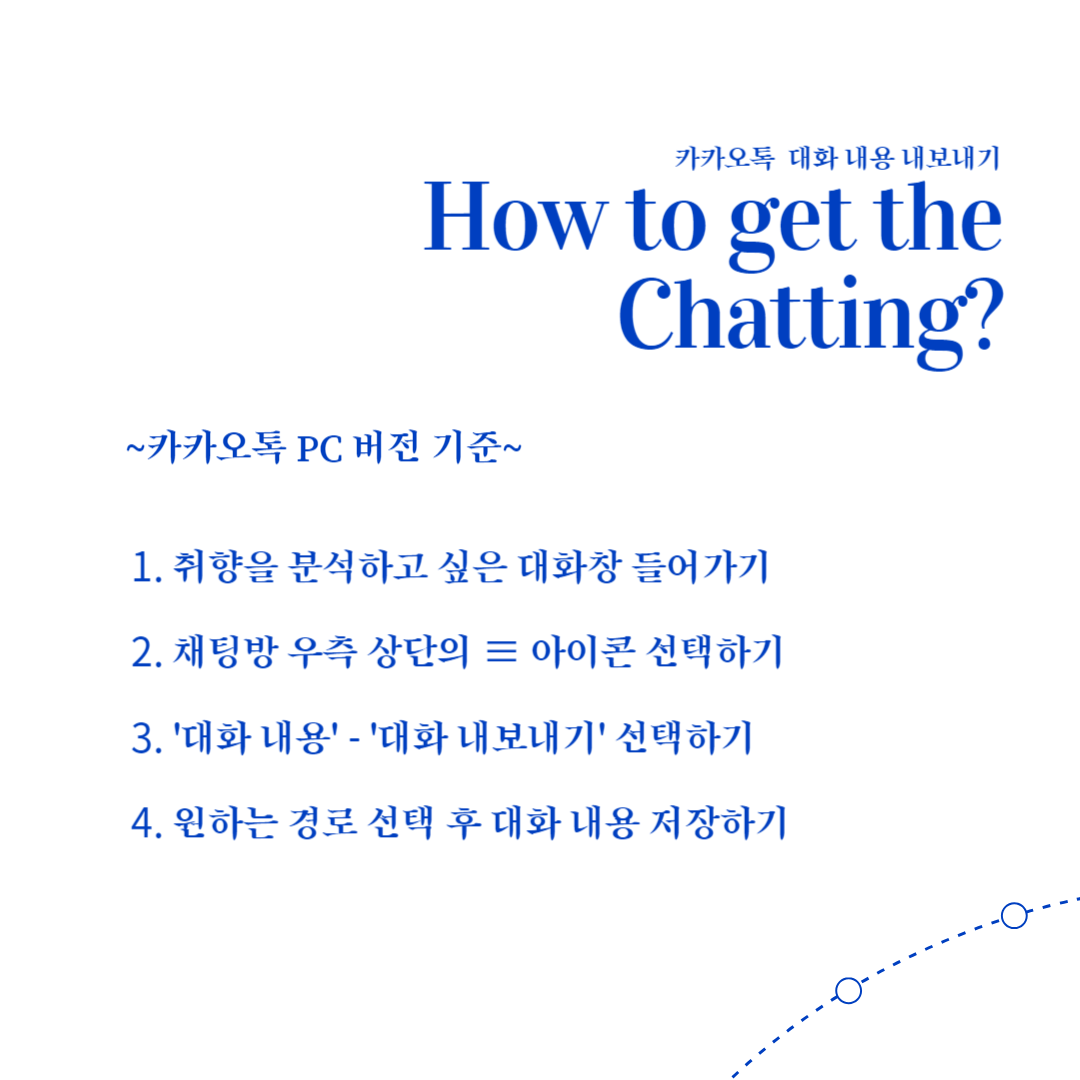 카카오톡 대화 내용 내보내기
How to get the
Chatting?
~카카오톡 PC 버전 기준~
1. 취향을 분석하고 싶은 대화창 들어가기
2. 채팅방 우측 상단의 ≡ 아이콘 선택하기
3. '대화 내용' - '대화 내보내기' 선택하기
4. 원하는 경로 선택 후 대화 내용 저장하기